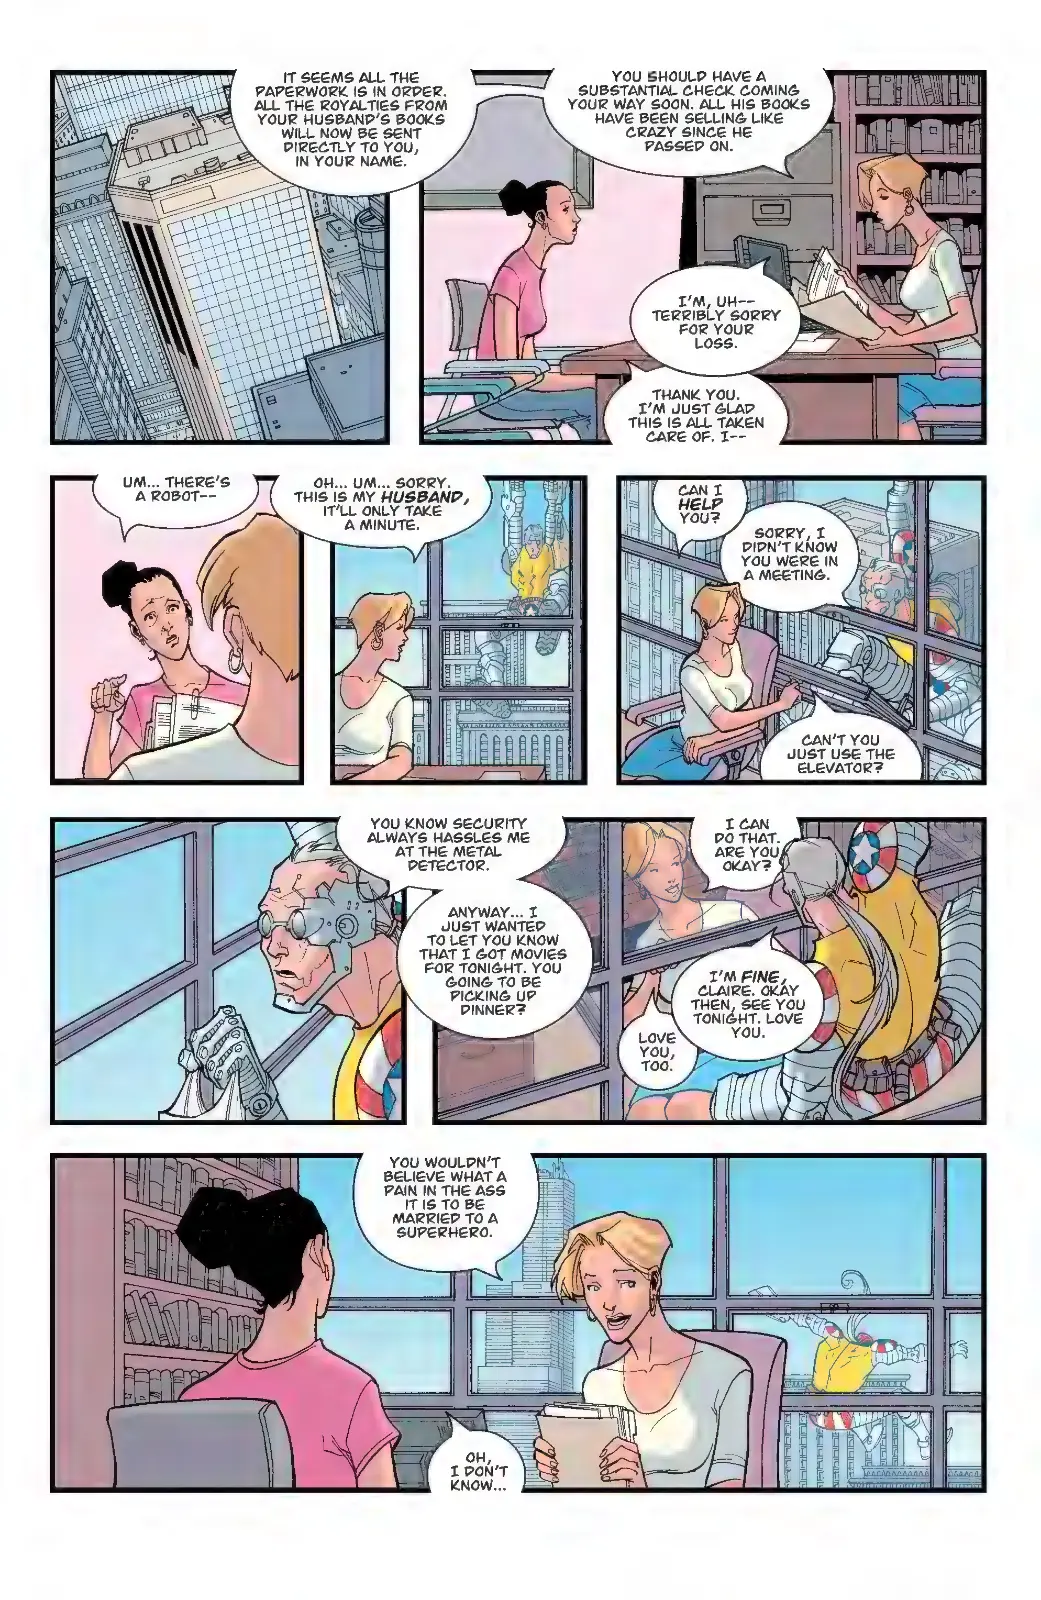 IT SEEMS ALL THE
PAPERWORK IS IN ORDER.
ALL THE ROYALTIES FROM
YOUR HUSBAND'S BOOKS
WILL NOW BE SENT
DIRECTLY TO YOU,
IN YOUR NAME.
YOU SHOULD HAVE A
SUBSTANTIAL CHECK COMING
YOUR WAY SOON. ALL HIS BOOKS
HAVE BEEN SELLING LIKE
CRAZY SINCE HE
PASSED ON.
I'M, UH--
TERRIBLY SORRY
FOR YOUR
LOSS.
THANK YOU.
I'M JUST GLAD
THIS IS ALL TAKEN
CARE OF. I--
UM... THERE'S
A ROBOT--
OH... UM... SORRY.
THIS IS MY HUSBAND,
IT'LL ONLY TAKE
A MINUTE.
CAN I
HELP
YOU?
SORRY, I
DIDN'T KNOW
YOU WERE IN
A MEETING.
CAN'T YOU
JUST USE THE
ELEVATOR?
YOU KNOW SECURITY
ALWAYS HASSLES ME
AT THE METAL
DETECTOR.
ANYWAY... I
JUST WANTED
TO LET YOU KNOW
THAT I GOT MOVIES
FOR TONIGHT. YOU
GOING TO BE
PICKING UP
DINNER?
I CAN
DO THAT.
ARE YOU
OKAY?
I'M FINE,
CLAIRE. OKAY
THEN, SEE YOU
TONIGHT. LOVE
YOU.
LOVE
YOU,
TOO.
YOU WOULDN'T
BELIEVE WHAT A
PAIN IN THE ASS
IT IS TO BE
MARRIED TO A
SUPERHERO.
OH,
I DON'T
KNOW...